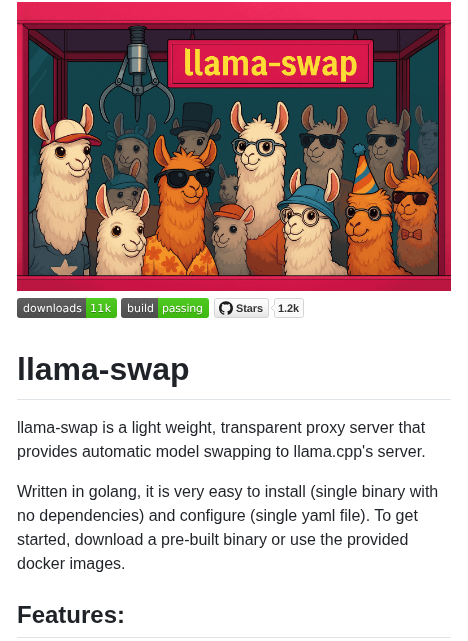 llama-swap
downloads 11k build passing Stars 1.2k
llama-swap
llama-swap is a light weight, transparent proxy server that
provides automatic model swapping to llama.cpp's server.
Written in golang, it is very easy to install (single binary with
no dependencies) and configure (single yaml file). To get
started, download a pre-built binary or use the provided
docker images.
Features: